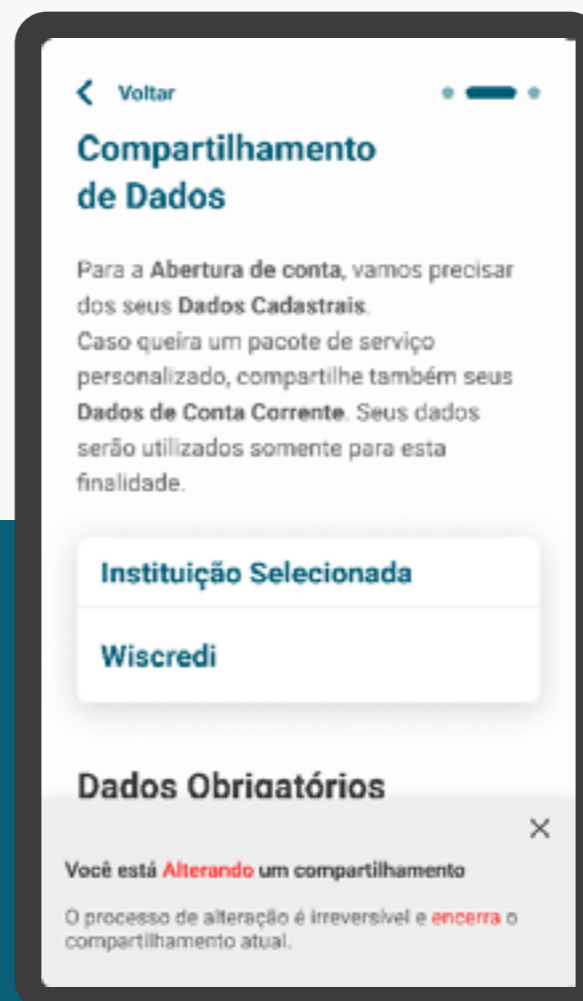 Voltar
Compartilhamento
de Dados
Para a Abertura de conta, vamos precisar
dos seus Dados Cadastrais.
Caso queira um pacote de serviço
personalizado, compartilhe também seus
Dados de Conta Corrente. Seus dados
serão utilizados somente para esta
finalidade.
Instituição Selecionada
Wiscredi
Dados Obrigatórios
Você está Alterando um compartilhamento
O processo de alteração é irreversível e encerra o
compartilhamento atual.